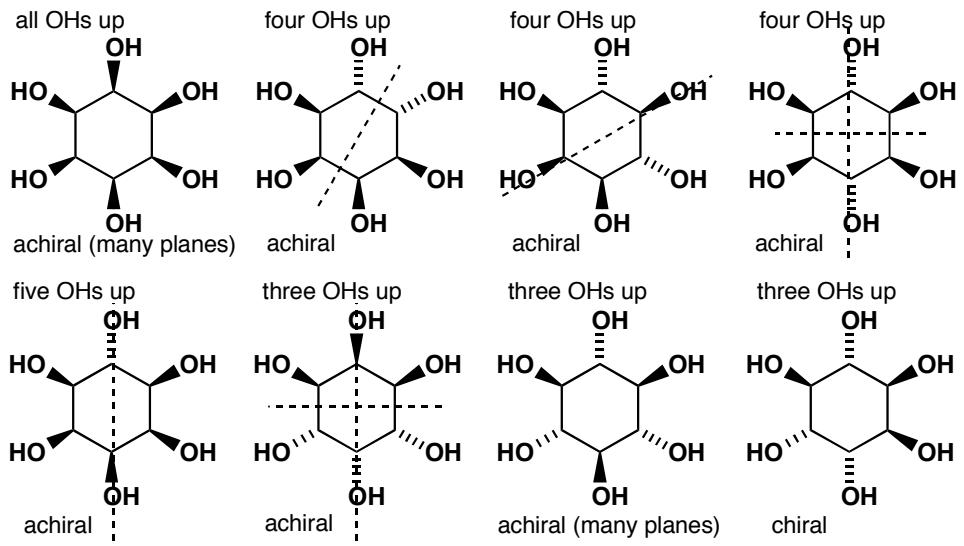 all OHs up
OH
HO OH
HO OH
OH
achiral (many planes)
four OHs up
OH
HO OH
HO OH
OH
achiral
four OHs up
OH
HO OH
HO OH
OH
achiral
four OHs up
OH
HO OH
HO OH
OH
achiral
five OHs up
OH
HO OH
HO OH
OH
achiral
three OHs up
OH
HO OH
HO OH
OH
achiral
three OHs up
OH
HO OH
HO OH
OH
achiral (many planes)
three OHs up
OH
HO OH
HO OH
OH
chiral